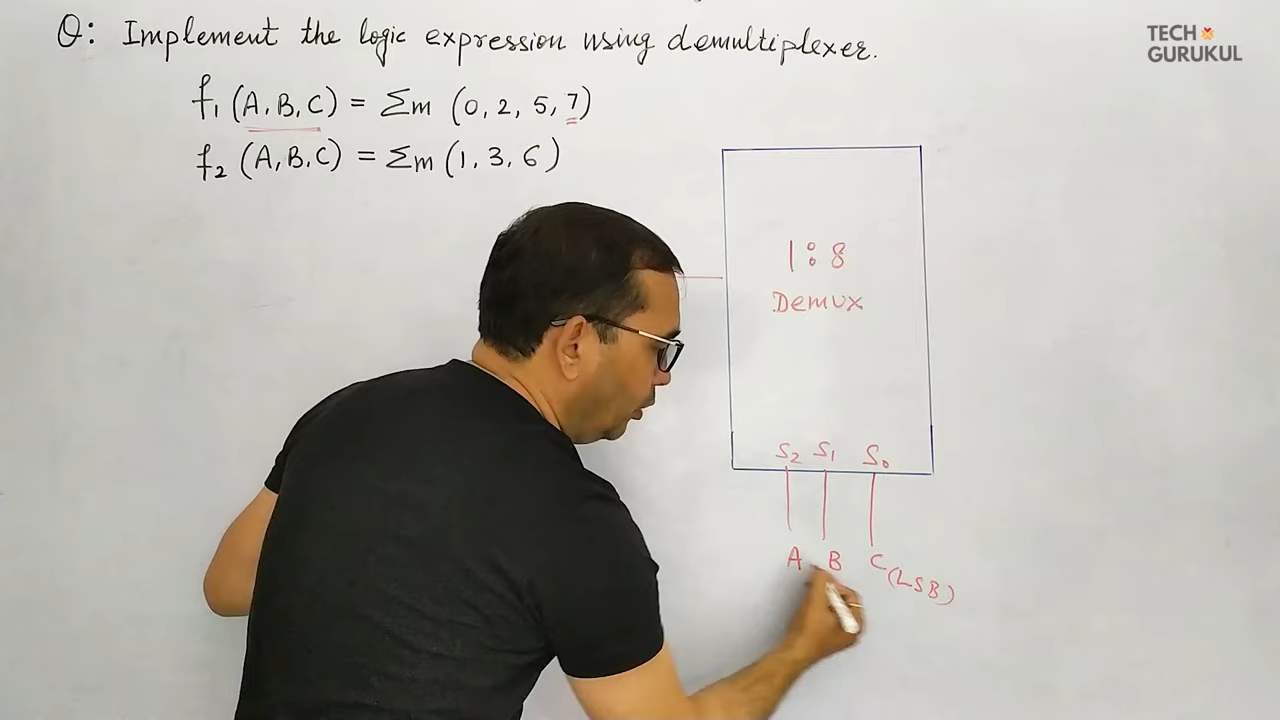 Q: Implement the logic expression using demultiplexer.
TECH
GURUKUL
f₁ (A, B, C) = Σm (0, 2, 5, 7)
f₂ (A, B, C) = Σm (1, 3, 6)
1:8
Demux
S₂ S₁ S₀
A B C (LSB)